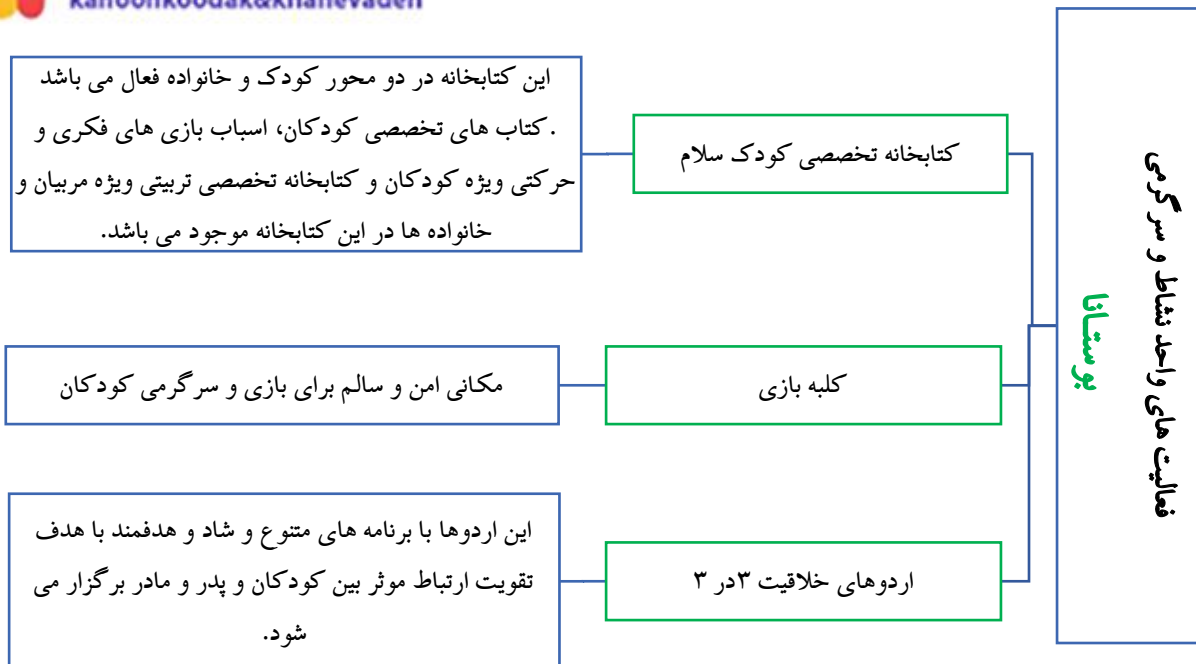 kanoonkoodak&khanevadeh
فعالیت های واحد نشاط و سرگرمی
بوستانا
کتابخانه تخصصی کودک سلام
این کتابخانه در دو محور کودک و خانواده فعال می باشد
.کتاب های تخصصی کودکان، اسباب بازی های فکری و
حرکتی ویژه کودکان و کتابخانه تخصصی تربیتی ویژه مربیان و
خانواده ها در این کتابخانه موجود می باشد.
کلبه بازی
مکانی امن و سالم برای بازی و سرگرمی کودکان
اردوهای خلاقیت ۳در ۳
این اردوها با برنامه های متنوع و شاد و هدفمند با هدف
تقویت ارتباط موثر بین کودکان و پدر و مادر برگزار می
شود.